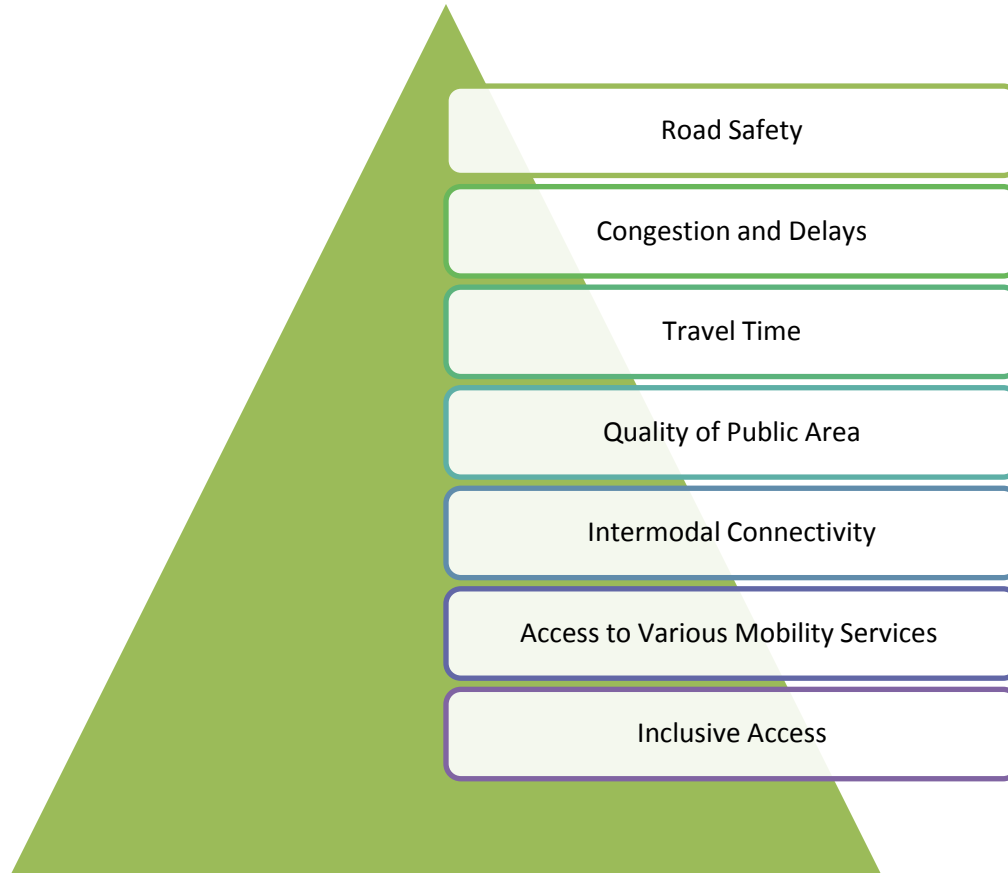 Road Safety
Congestion and Delays
Travel Time
Quality of Public Area
Intermodal Connectivity
Access to Various Mobility Services
Inclusive Access